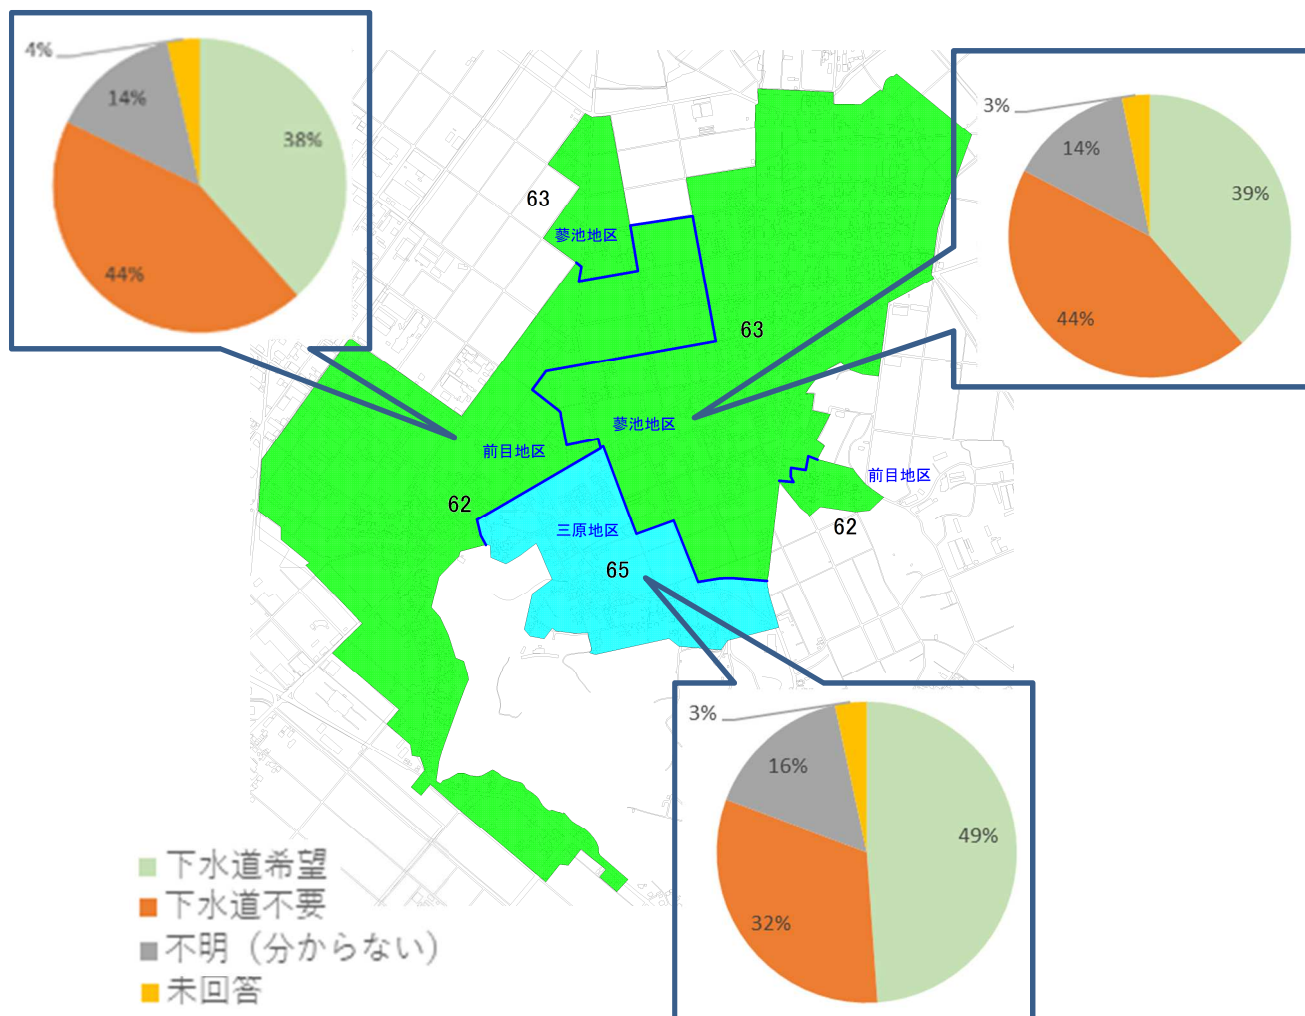 4%
14%
38%
44%
3%
14%
39%
44%
63
蓼池地区
63
蓼池地区
前目地区
前目地区
62
62
三原地区
65
3%
16%
49%
32%
下水道希望
下水道不要
不明（分からない）
未回答